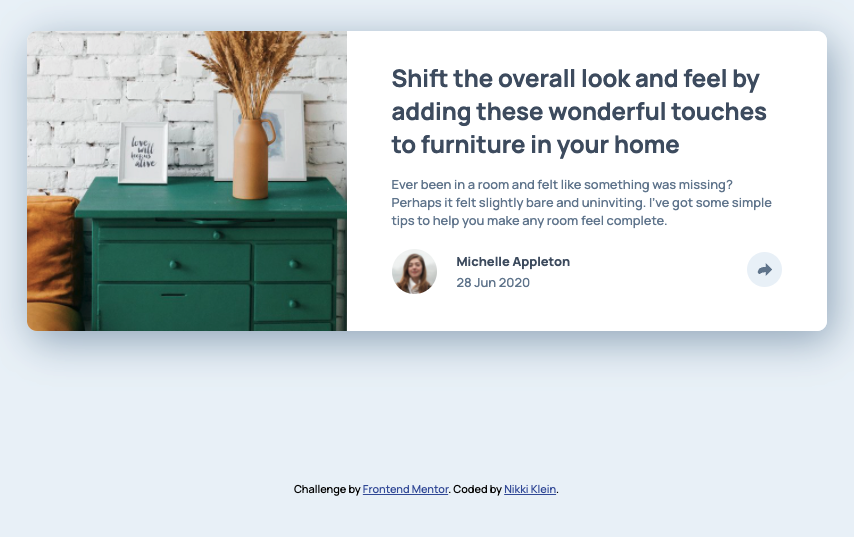 love
will
alive
Shift the overall look and feel by
adding these wonderful touches
to furniture in your home
Ever been in a room and felt like something was missing?
Perhaps it felt slightly bare and uninviting. I've got some simple
tips to help you make any room feel complete.
Michelle Appleton
28 Jun 2020
Challenge by Frontend Mentor. Coded by Nikki Klein.